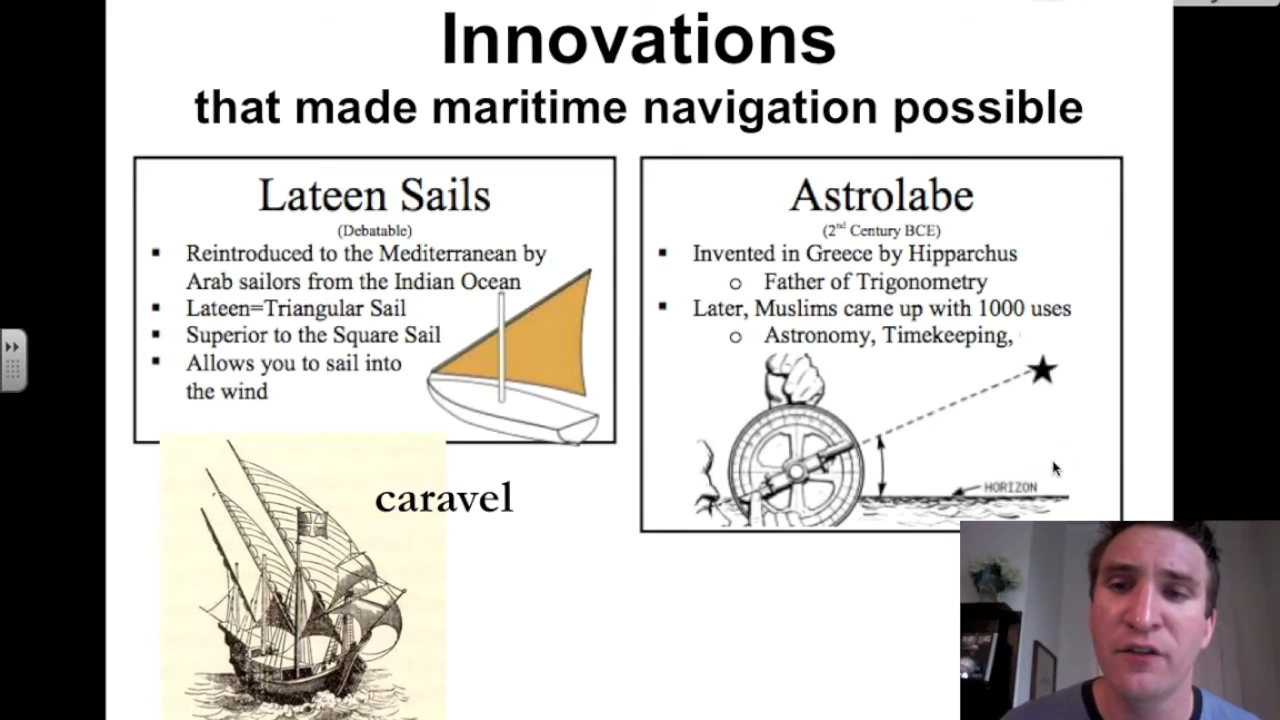 Innovations
that made maritime navigation possible
Lateen Sails
(Debatable)
▪ Reintroduced to the Mediterranean by
Arab sailors from the Indian Ocean
▪ Lateen=Triangular Sail
▪ Superior to the Square Sail
▪ Allows you to sail into
the wind
caravel
Astrolabe
(2nd Century BCE)
▪ Invented in Greece by Hipparchus
o Father of Trigonometry
▪ Later, Muslims came up with 1000 uses
o Astronomy, Timekeeping,
HORIZON